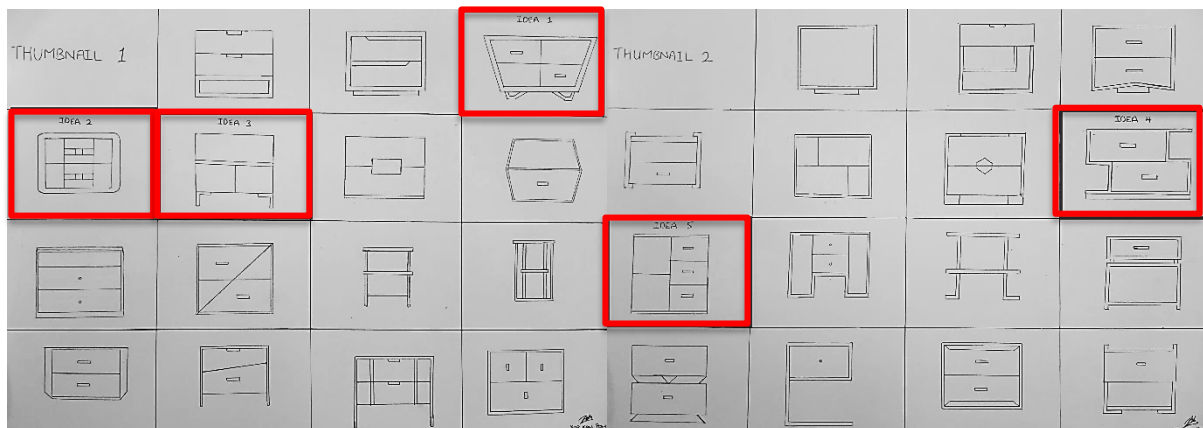 THUMBNAIL 1
IDEA 1
THUMBNAIL 2
IDEA 2
IDEA 3
IDEA 4
IDEA 5